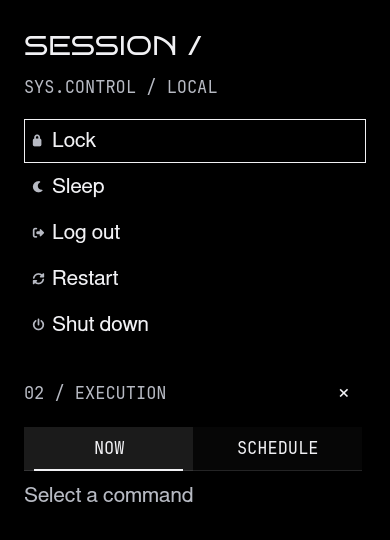 SESSION /
SYS.CONTROL / LOCAL
Lock
Sleep
Log out
Restart
Shut down
02 / EXECUTION ×
NOW SCHEDULE
Select a command